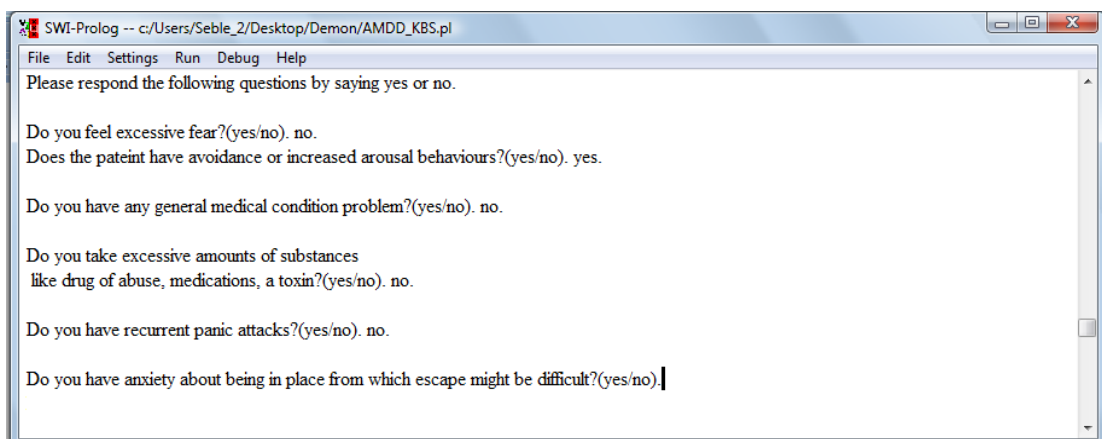 SWI-Prolog -- c:/Users/Seble_2/Desktop/Demon/AMDD_KBS.pl
File Edit Settings Run Debug Help
Please respond the following questions by saying yes or no.
Do you feel excessive fear?(yes/no). no.
Does the pateint have avoidance or increased arousal behaviours?(yes/no). yes.
Do you have any general medical condition problem?(yes/no). no.
Do you take excessive amounts of substances
like drug of abuse, medications, a toxin?(yes/no). no.
Do you have recurrent panic attacks?(yes/no). no.
Do you have anxiety about being in place from which escape might be difficult?(yes/no).